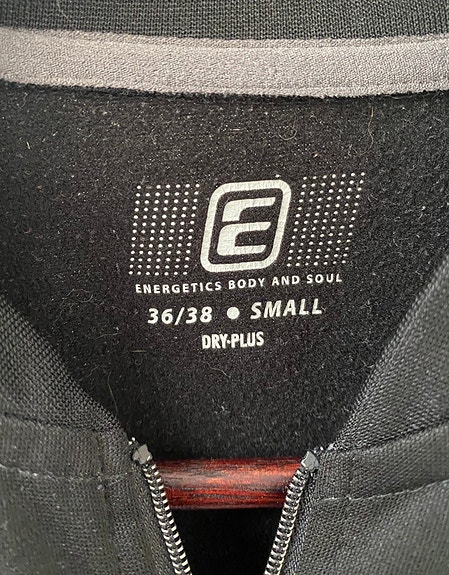 E
ENERGETICS BODY AND SOUL
36/38 • SMALL
DRY-PLUS